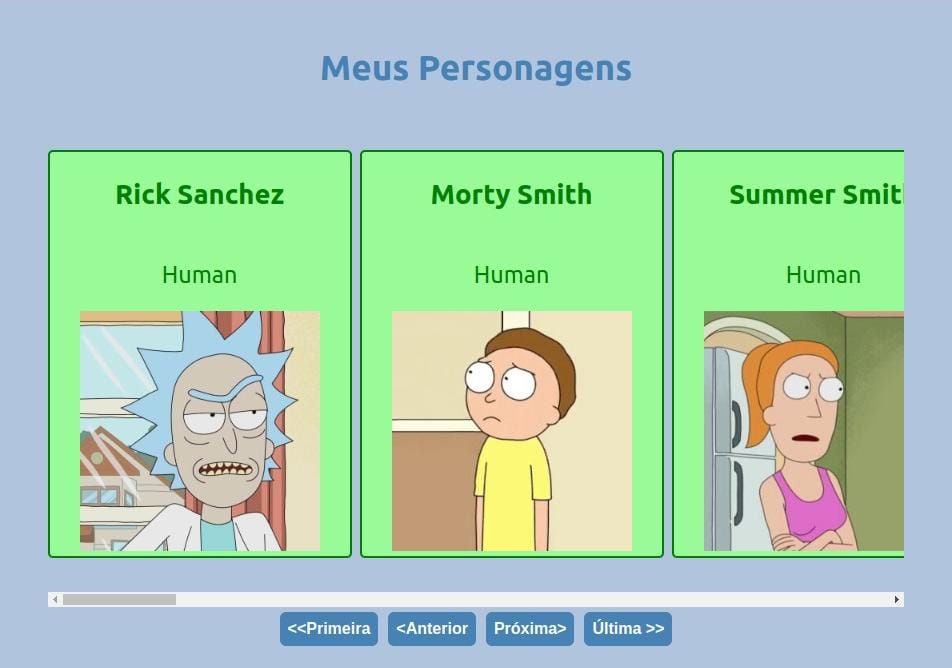 Meus Personagens
Rick Sanchez
Human
Morty Smith
Human
Summer Smit
Human
<<Primeira
<Anterior
Próxima>
Última >>